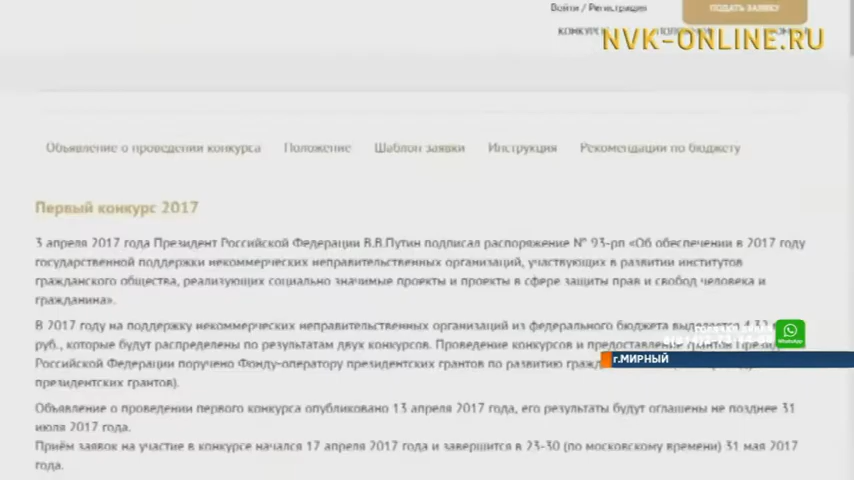 Войти / Регистрация
ПОДАТЬ ЗАЯВКУ
NVK-ONLINE.RU
Объявление о проведении конкурса Положение Шаблон заявки Инструкция Рекомендации по бюджету
Первый конкурс 2017
3 апреля 2017 года Президент Российской Федерации В.В.Путин подписал распоряжение № 93-рп «Об обеспечении в 2017 году
государственной поддержки некоммерческих неправительственных организаций, участвующих в развитии институтов
гражданского общества, реализующих социально значимые проекты и проекты в сфере защиты прав и свобод человека и
гражданина».
В 2017 году на поддержку некоммерческих неправительственных организаций из федерального бюджета
руб., которые будут распределены по результатам двух конкурсов. Проведение конкурсов и предоставление грантов
Российской Федерации поручено Фонду-оператору президентских грантов по развитию
президентских грантов).
WhatsApp
г.МИРНЫЙ
Объявление о проведении первого конкурса опубликовано 13 апреля 2017 года, его результаты будут оглашены не позднее 31
июля 2017 года.
Приём заявок на участие в конкурсе начался 17 апреля 2017 года и завершится в 23-30 (по московскому времени) 31 мая 2017
года.